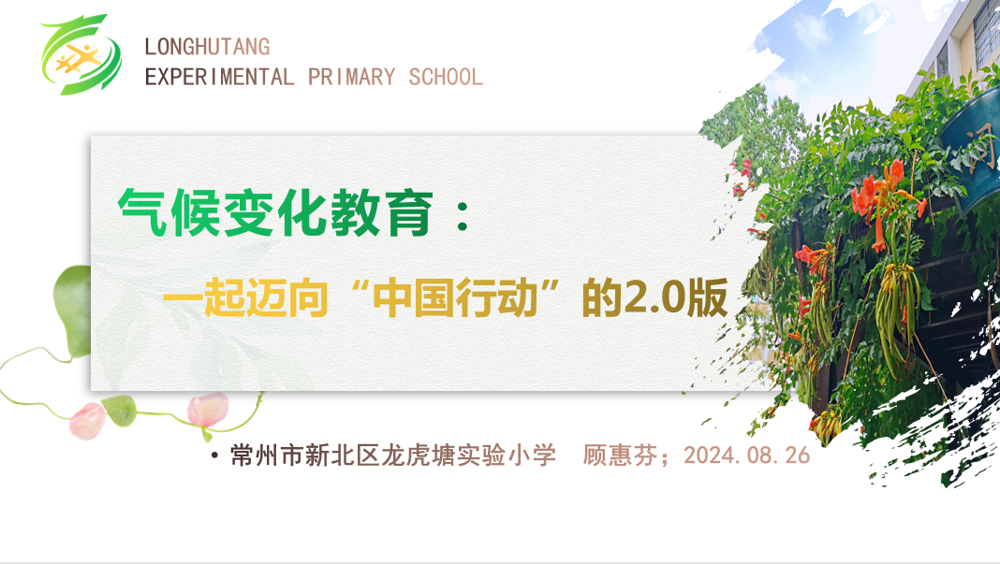 LONGHUTANG
EXPERIMENTAL PRIMARY SCHOOL
气候变化教育：
一起迈向“中国行动”的2.0版
• 常州市新北区龙虎塘实验小学 顾惠芬；2024.08.26